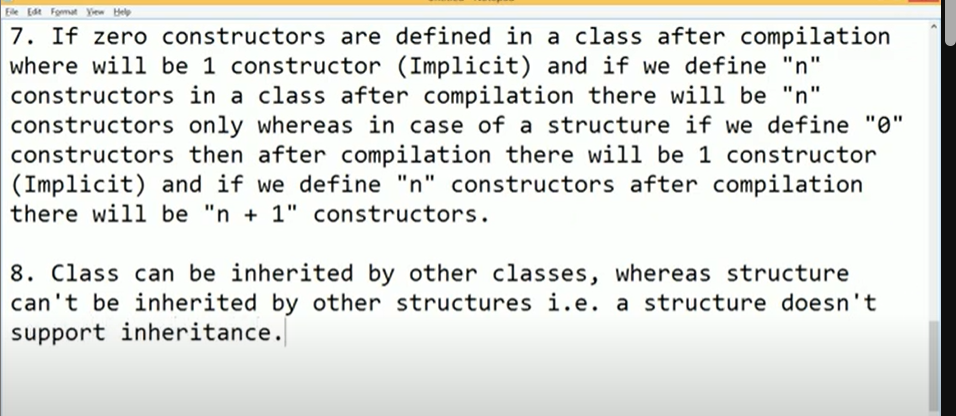 File Edit Format View Help
7. If zero constructors are defined in a class after compilation
where will be 1 constructor (Implicit) and if we define "n"
constructors in a class after compilation there will be "n"
constructors only whereas in case of a structure if we define "0"
constructors then after compilation there will be 1 constructor
(Implicit) and if we define "n" constructors after compilation
there will be "n + 1" constructors.
8. Class can be inherited by other classes, whereas structure
can't be inherited by other structures i.e. a structure doesn't
support inheritance.